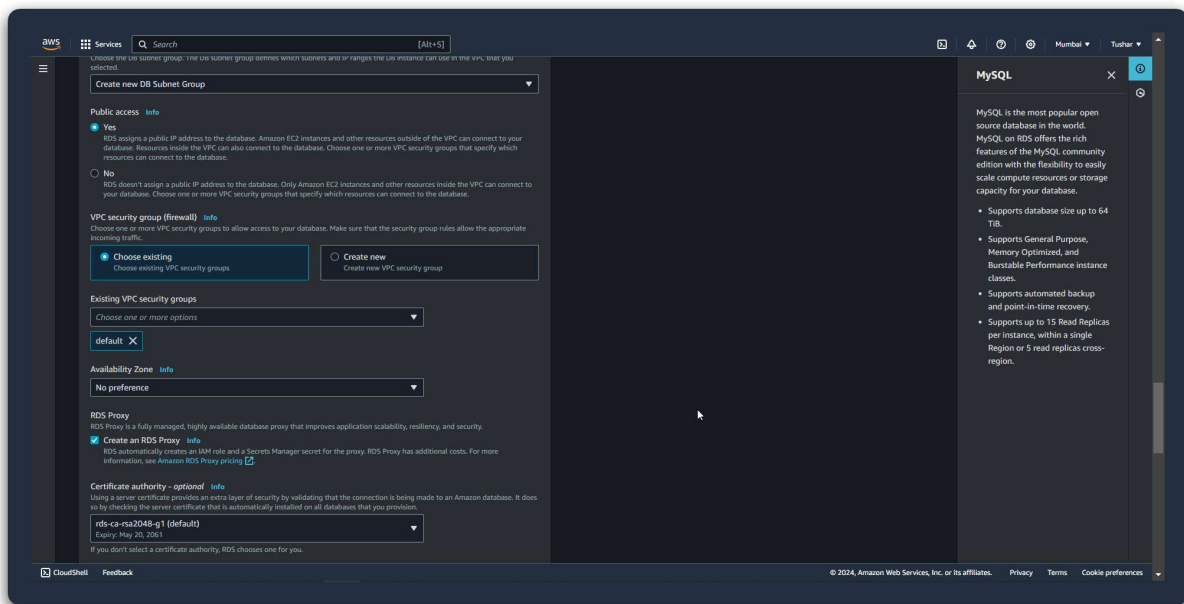 aws
Services
Search
[Alt+S]
Mumbai ▼
Tushar ▼
Choose the DB subnet group. The DB subnet group defines which subnets and IP ranges the DB instance can use in the VPC that you
selected.
Create new DB Subnet Group
Public access Info
Yes
RDS assigns a public IP address to the database. Amazon EC2 instances and other resources outside of the VPC can connect to your
database. Resources inside the VPC can also connect to the database. Choose one or more VPC security groups that specify which
resources can connect to the database.
No
RDS doesn't assign a public IP address to the database. Only Amazon EC2 instances and other resources inside the VPC can connect to
your database. Choose one or more VPC security groups that specify which resources can connect to the database.
VPC security group (firewall) Info
Choose one or more VPC security groups to allow access to your database. Make sure that the security group rules allow the appropriate
incoming traffic.
Choose existing
Choose existing VPC security groups
Create new
Create new VPC security group
Existing VPC security groups
Choose one or more options
default
Availability Zone Info
No preference
RDS Proxy
RDS Proxy is a fully managed, highly available database proxy that improves application scalability, resiliency, and security.
Create an RDS Proxy Info
RDS automatically creates an IAM role and a Secrets Manager secret for the proxy. RDS Proxy has additional costs. For more
information, see Amazon RDS Proxy pricing.
Certificate authority - optional Info
Using a server certificate provides an extra layer of security by validating that the connection is being made to an Amazon database. It does
so by checking the server certificate that is automatically installed on all databases that you provision.
rds-ca-rsa2048-g1 (default)
Expiry: May 20, 2061
If you don't select a certificate authority, RDS chooses one for you.
MySQL
MySQL is the most popular open
source database in the world.
MySQL on RDS offers the rich
features of the MySQL community
edition with the flexibility to easily
scale compute resources or storage
capacity for your database.
• Supports database size up to 64
TiB.
• Supports General Purpose,
Memory Optimized, and
Burstable Performance instance
classes.
• Supports automated backup
and point-in-time recovery.
• Supports up to 15 Read Replicas
per instance, within a single
Region or 5 read replicas cross-
region.
CloudShell
Feedback
© 2024, Amazon Web Services, Inc. or its affiliates.
Privacy
Terms
Cookie preferences